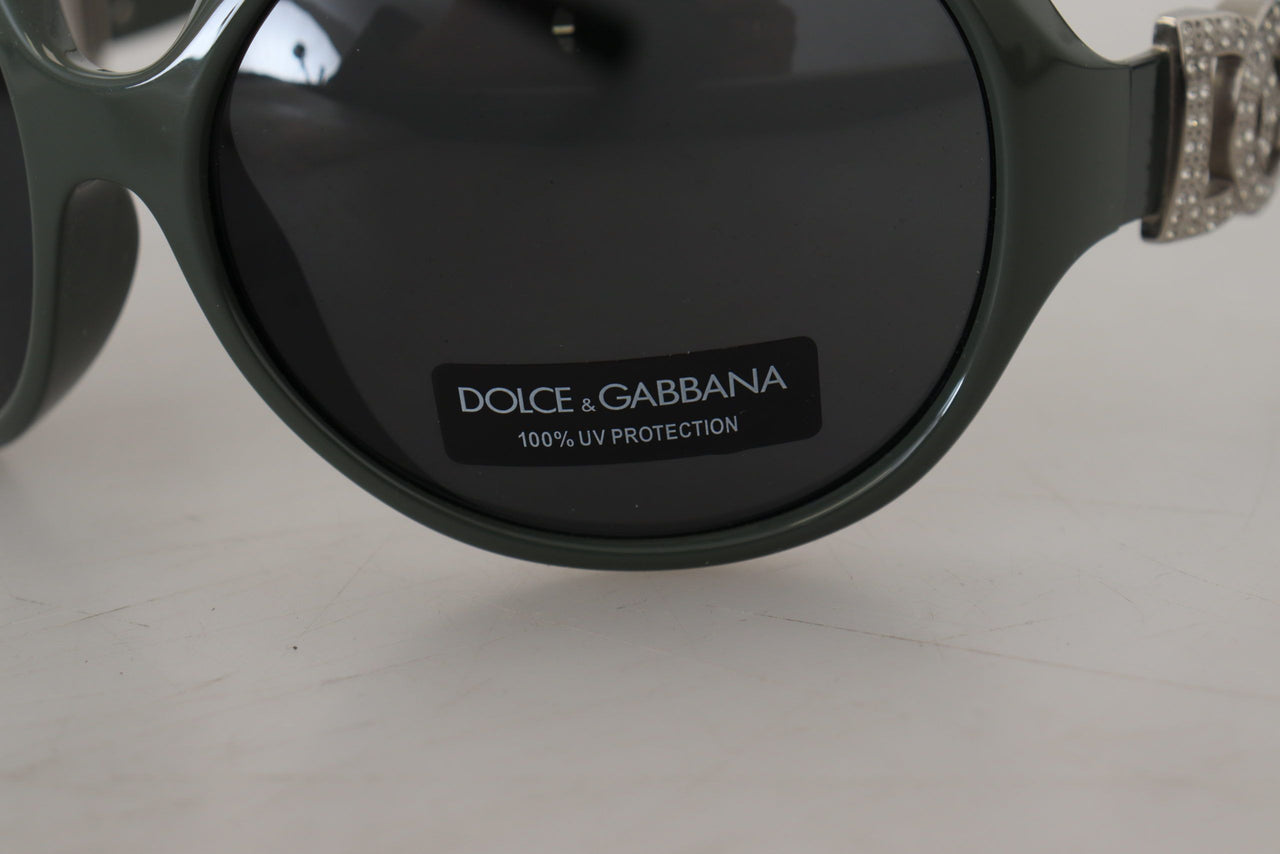 DOLCE & GABBANA
100% UV PROTECTION